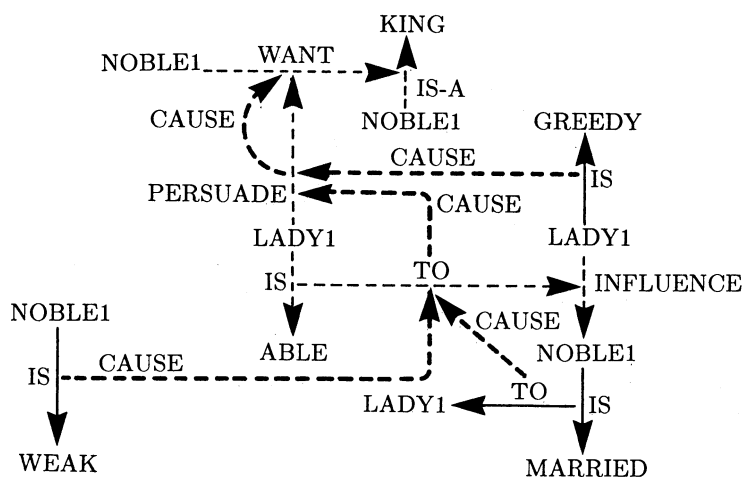 KING
NOBLE1 WANT
IS-A
CAUSE NOBLE1 GREEDY
CAUSE
IS
PERSUADE CAUSE
LADY1 LADY1
TO
IS INFLUENCE
NOBLE1
CAUSE
ABLE NOBLE1
CAUSE
IS TO
LADY1 IS
WEAK MARRIED